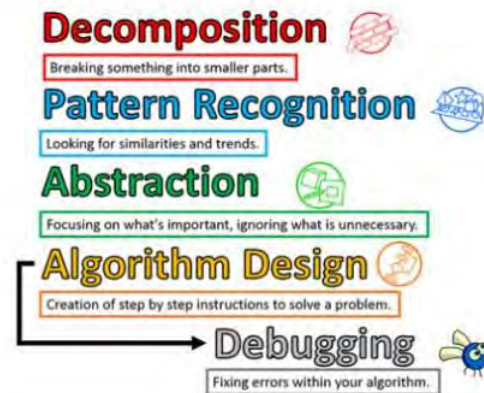 Decomposition
Breaking something into smaller parts.
Pattern Recognition
Looking for similarities and trends.
Abstraction
Focusing on what's important, ignoring what is unnecessary.
Algorithm Design
Creation of step by step instructions to solve a problem.
Debugging
Fixing errors within your algorithm.